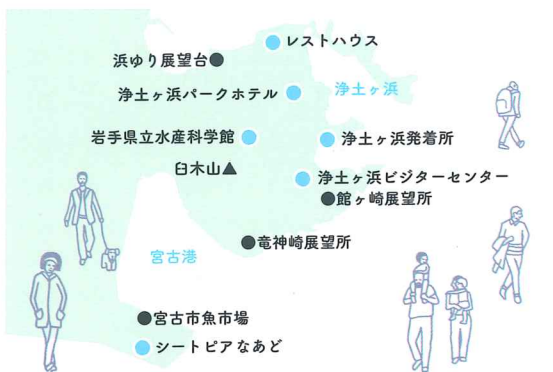 レストハウス
浜ゆり展望台●
浄土ヶ浜パークホテル
浄土ヶ浜
岩手県立水産科学館
浄土ヶ浜発着所
臼木山▲
浄土ヶ浜ビジターセンター
●館ヶ崎展望所
●竜神崎展望所
宮古港
●宮古市魚市場
シートピアなあど